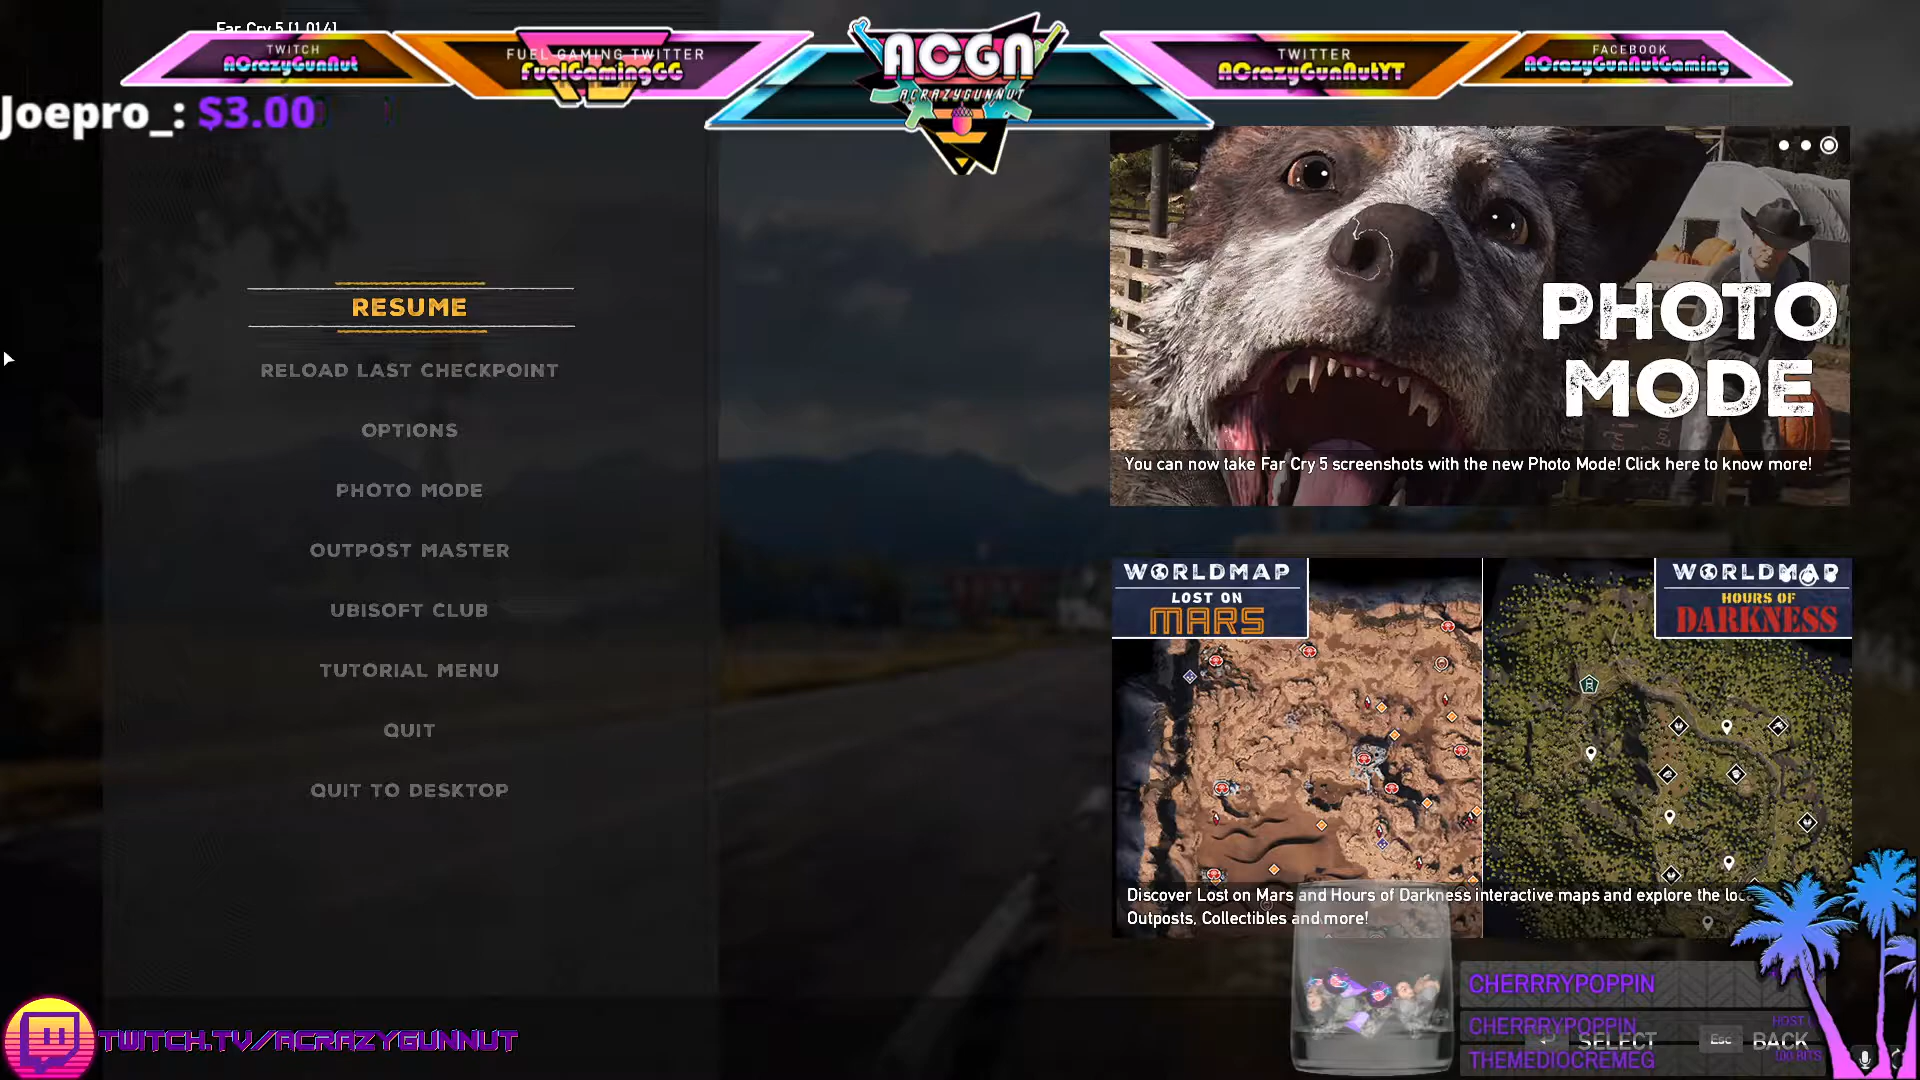 Far Cry 5 [1.014]
TWITCH
ACrazyGunNut
FUEL GAMING TWITTER
FuelGamingGG
ACGN
ACRAZYGUNNUT
TWITTER
ACrazyGunNutYT
FACEBOOK
ACrazyGunNutGaming
Joepro_: $3.00
RESUME
RELOAD LAST CHECKPOINT
OPTIONS
PHOTO MODE
OUTPOST MASTER
UBISOFT CLUB
TUTORIAL MENU
QUIT
QUIT TO DESKTOP
PHOTO
MODE
You can now take Far Cry 5 screenshots with the new Photo Mode! Click here to know more!
WORLDMAP
LOST ON
MARS
WORLDMAP
HOURS OF
DARKNESS
Discover Lost on Mars and Hours of Darkness interactive maps and explore the
Outposts, Collectibles and more!
CHERRRYPOPPIN
CHERRRYPOPPIN
HOST
SELECT
Esc
BACK
THEMEDIOCREMEG
100 BITS
TWITCH.TV/ACRAZYGUNNUT